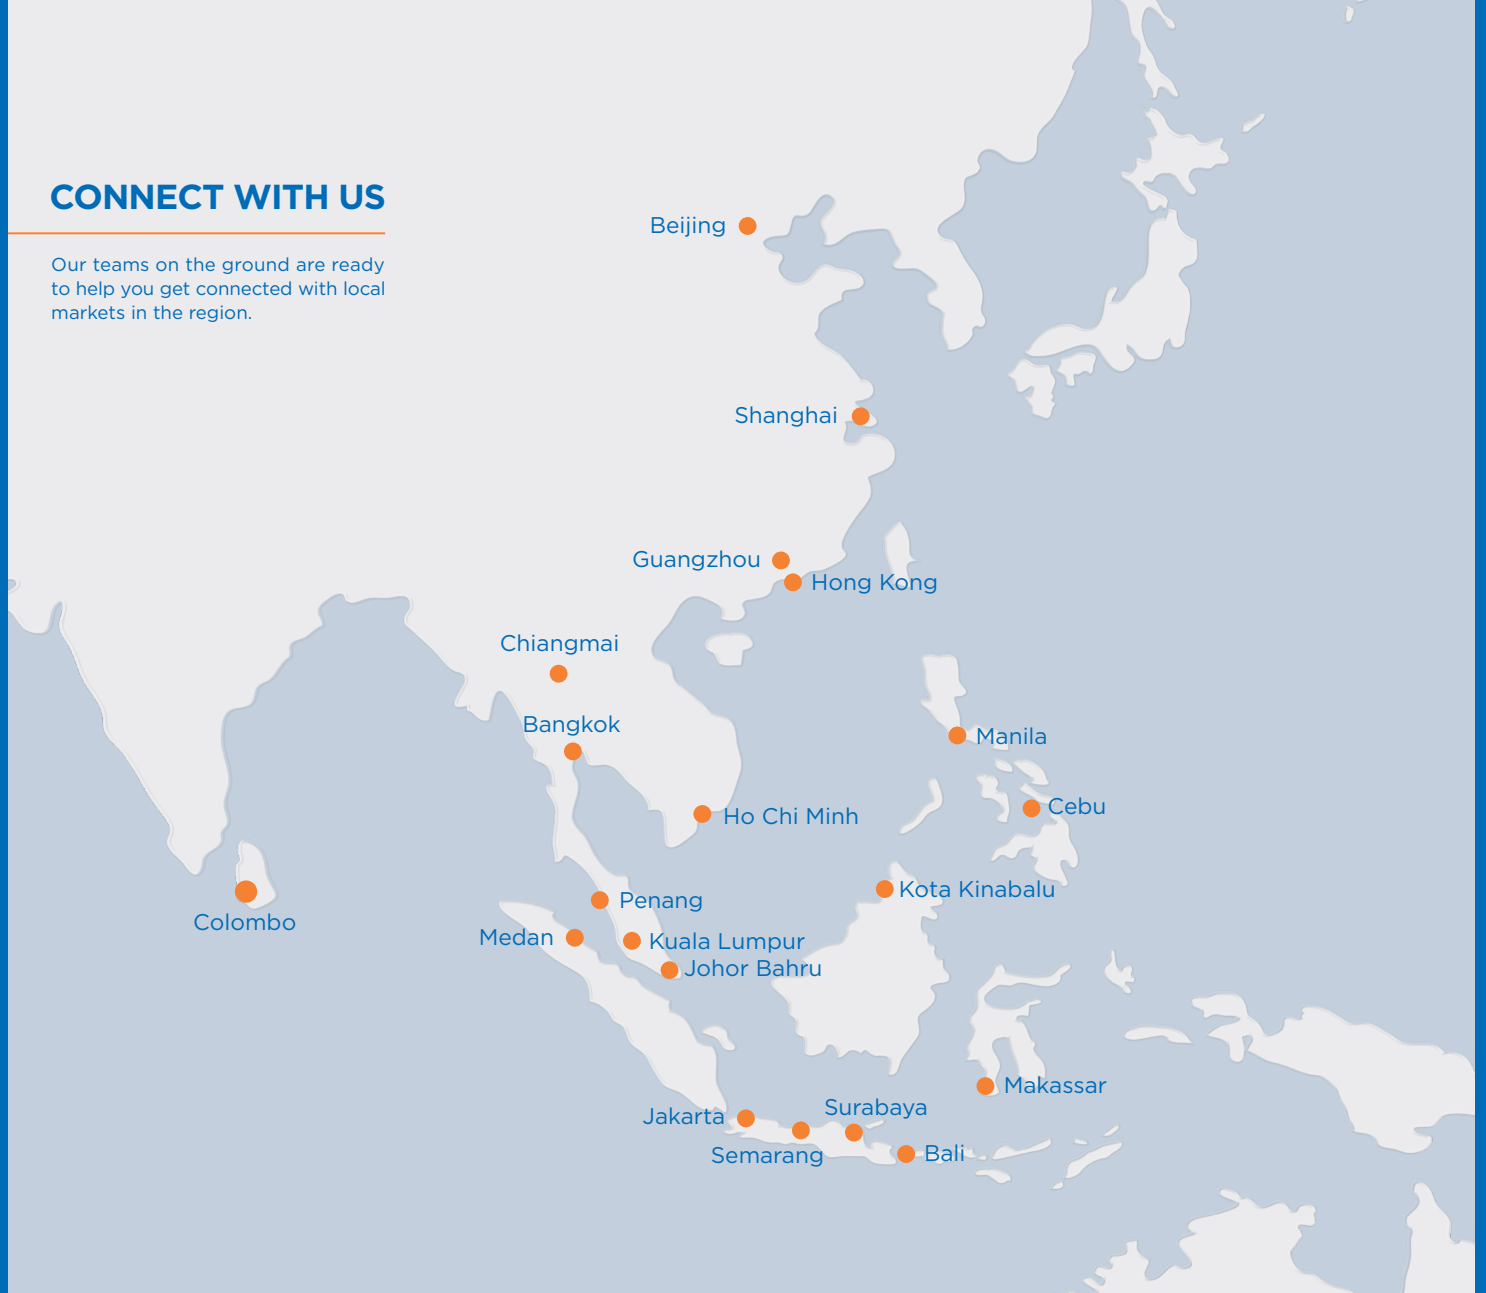 CONNECT WITH US
Our teams on the ground are ready
to help you get connected with local
markets in the region.
Beijing
Shanghai
Guangzhou
Hong Kong
Chiangmai
Bangkok
Manila
Cebu
Ho Chi Minh
Kota Kinabalu
Penang
Colombo
Medan
Kuala Lumpur
Johor Bahru
Makassar
Surabaya
Jakarta
Semarang
Bali